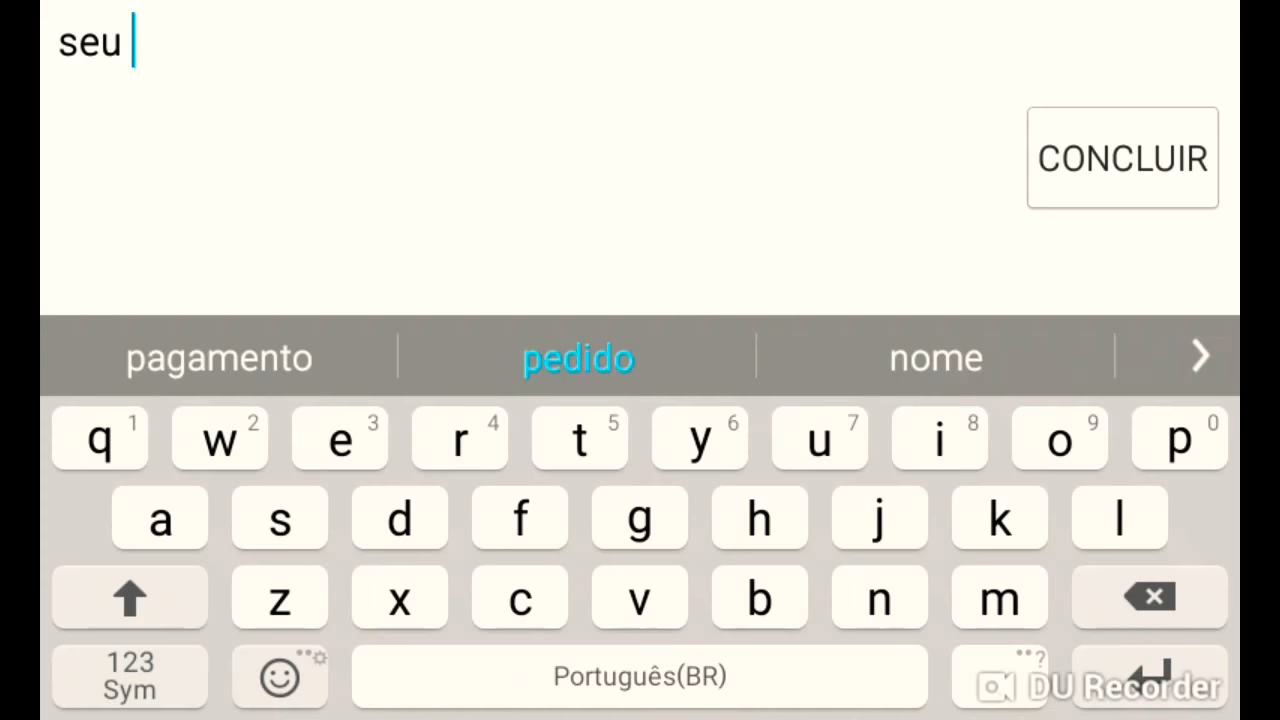 seu
CONCLUIR
pagamento pedido nome
q 1 w 2 e 3 r 4 t 5 y 6 u 7 i 8 o 9 p 0
a s d f g h j k l
z x c v b n m
123
Sym
Português(BR)
?
DU Recorder